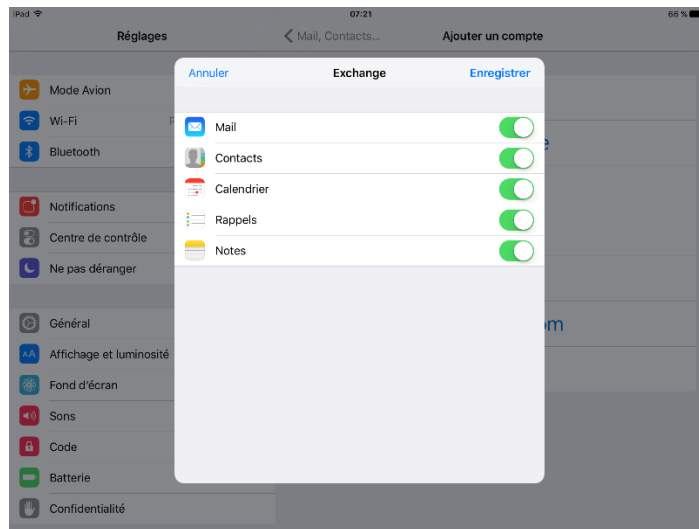 iPad 07:21 66 %
Réglages Mail, Contacts... Ajouter un compte
Annuler Exchange Enregistrer
Mode Avion
Wi-Fi
Bluetooth
Mail
Contacts
Calendrier
Rappels
Notes
Notifications
Centre de contrôle
Ne pas déranger
Général
Affichage et luminosité
Fond d'écran
Sons
Code
Batterie
Confidentialité
om